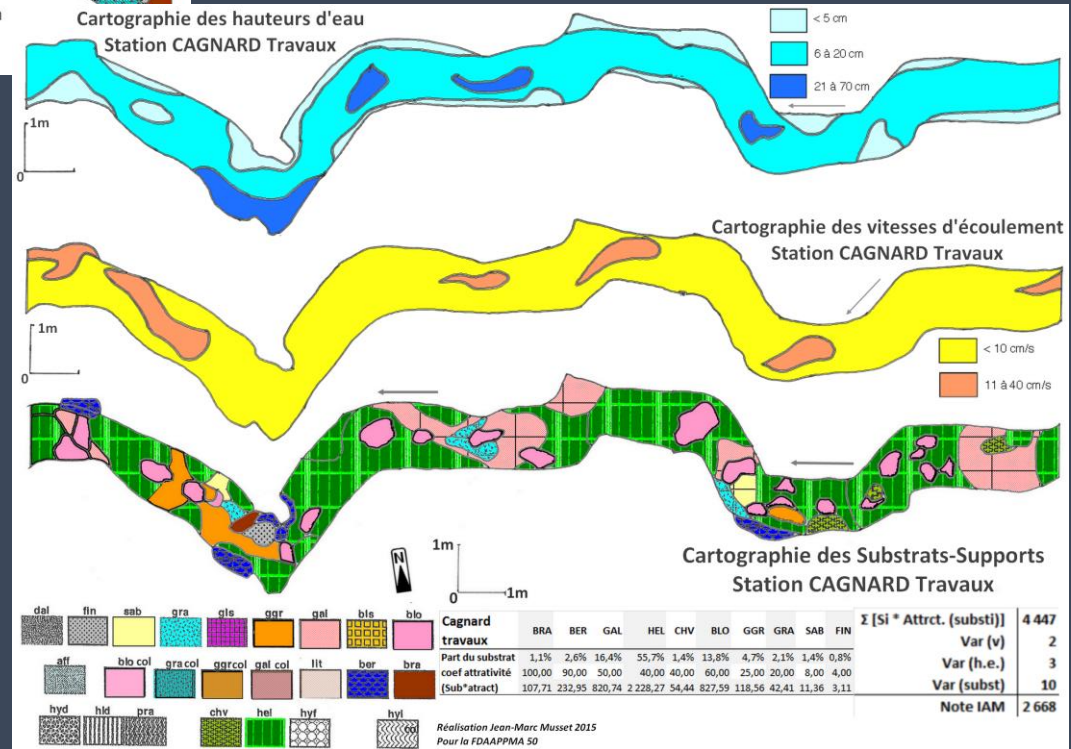 Cartographie des hauteurs d'eau
Station CAGNARD Travaux
< 5 cm
6 à 20 cm
21 à 70 cm
1m
0
Cartographie des vitesses d'écoulement
Station CAGNARD Travaux
1m
0
< 10 cm/s
11 à 40 cm/s
1m
0
1m
N
Cartographie des Substrats-Supports
Station CAGNARD Travaux
dal fin sab gra gls ggr gal bls blo
aff blo col gra col ggrcol gal col lit ber bra
hyd hld pra chv hel hyf hyl
Cagnard travaux BRA BER GAL HEL CHV BLO GGR GRA SAB FIN
Part du substrat 1,1% 2,6% 16,4% 55,7% 1,4% 13,8% 4,7% 2,1% 1,4% 0,8%
coef attrativité 100,00 90,00 50,00 40,00 40,00 60,00 25,00 20,00 8,00 4,00
(Sub*atract) 107,71 232,95 820,74 2 228,27 54,44 827,59 118,56 42,41 11,36 3,11
Σ [Si * Attrct. (substi)] 4 447
Var (v) 2
Var (h.e.) 3
Var (subst) 10
Note IAM 2 668
Réalisation Jean-Marc Musset 2015
Pour la FDAAPPMA 50